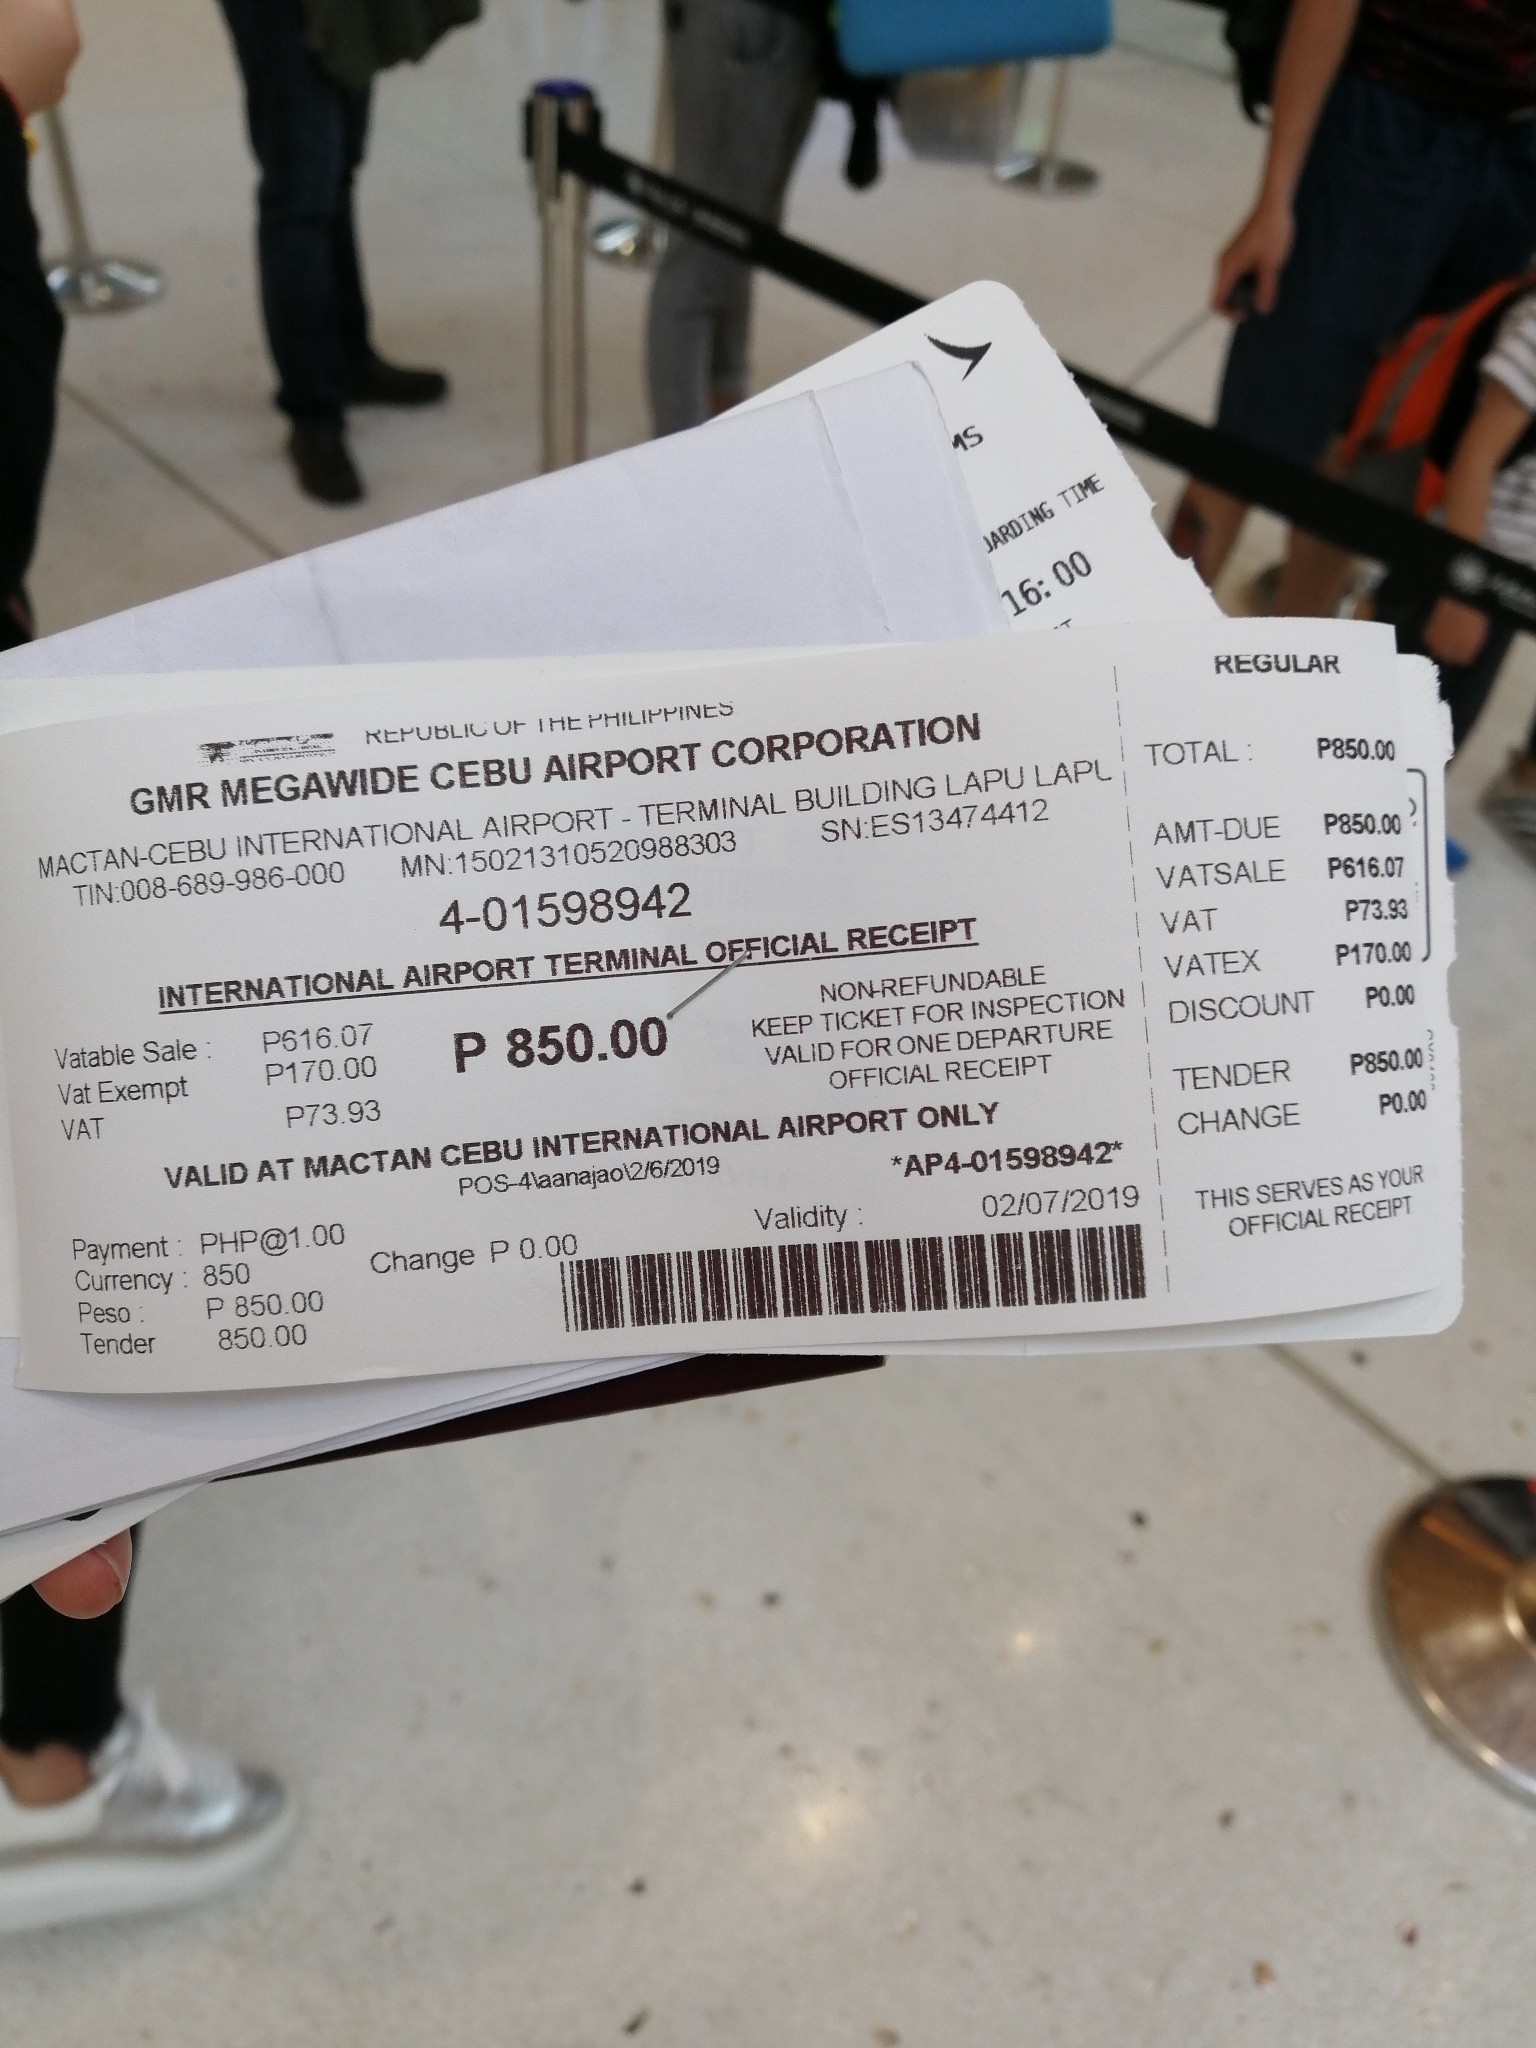 MS
BOARDING TIME
16:00
REPUBLIC OF THE PHILIPPINES
GMR MEGAWIDE CEBU AIRPORT CORPORATION
MACTAN-CEBU INTERNATIONAL AIRPORT - TERMINAL BUILDING LAPU LAPU
TIN:008-689-986-000 MN:15021310520988303 SN:ES13474412
4-01598942
INTERNATIONAL AIRPORT TERMINAL OFFICIAL RECEIPT
Vatable Sale : P616.07
Vat Exempt P170.00
VAT P73.93
P 850.00
NON-REFUNDABLE
KEEP TICKET FOR INSPECTION
VALID FOR ONE DEPARTURE
OFFICIAL RECEIPT
VALID AT MACTAN CEBU INTERNATIONAL AIRPORT ONLY
POS-4\aanajao\2/6/2019
*AP4-01598942*
Validity : 02/07/2019
Payment : PHP@1.00
Currency : 850
Peso : P 850.00
Tender 850.00
Change P 0.00
REGULAR
TOTAL : P850.00
AMT-DUE P850.00
VATSALE P616.07
VAT P73.93
VATEX P170.00
DISCOUNT P0.00
TENDER P850.00
CHANGE P0.00
THIS SERVES AS YOUR
OFFICIAL RECEIPT